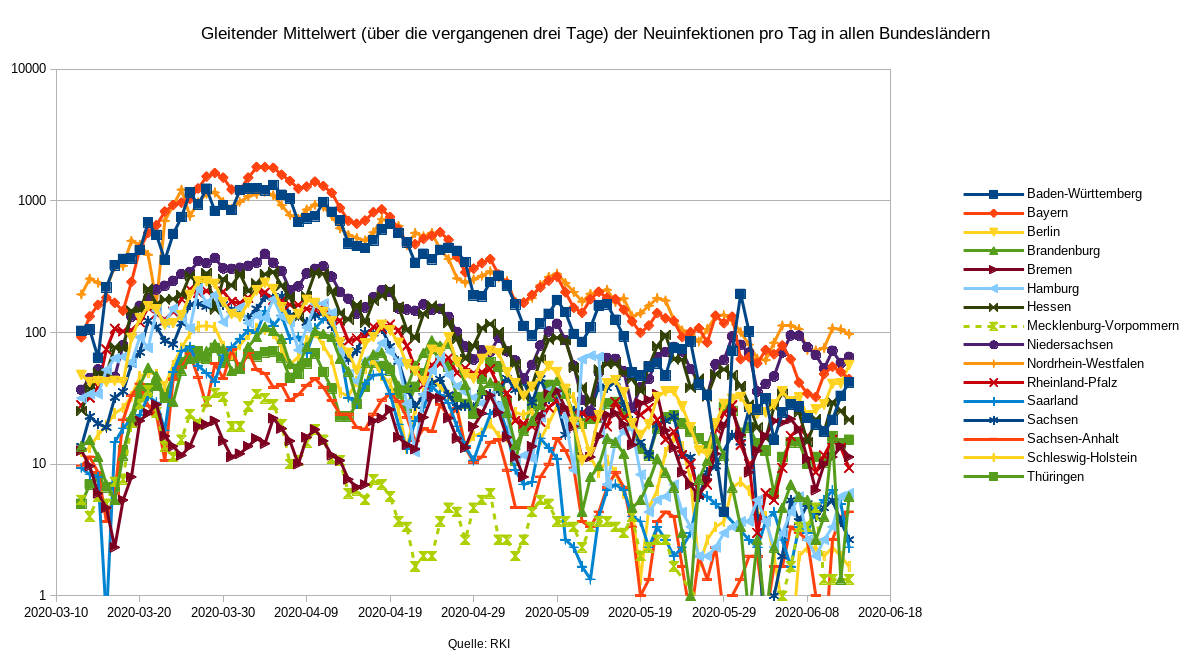 Gleitender Mittelwert (über die vergangenen drei Tage) der Neuinfektionen pro Tag in allen Bundesländern
10000
1000
100
10
1
2020-03-10 2020-03-20 2020-03-30 2020-04-09 2020-04-19 2020-04-29 2020-05-09 2020-05-19 2020-05-29 2020-06-08 2020-06-18
Quelle: RKI
Baden-Württemberg
Bayern
Berlin
Brandenburg
Bremen
Hamburg
Hessen
Mecklenburg-Vorpommern
Niedersachsen
Nordrhein-Westfalen
Rheinland-Pfalz
Saarland
Sachsen
Sachsen-Anhalt
Schleswig-Holstein
Thüringen